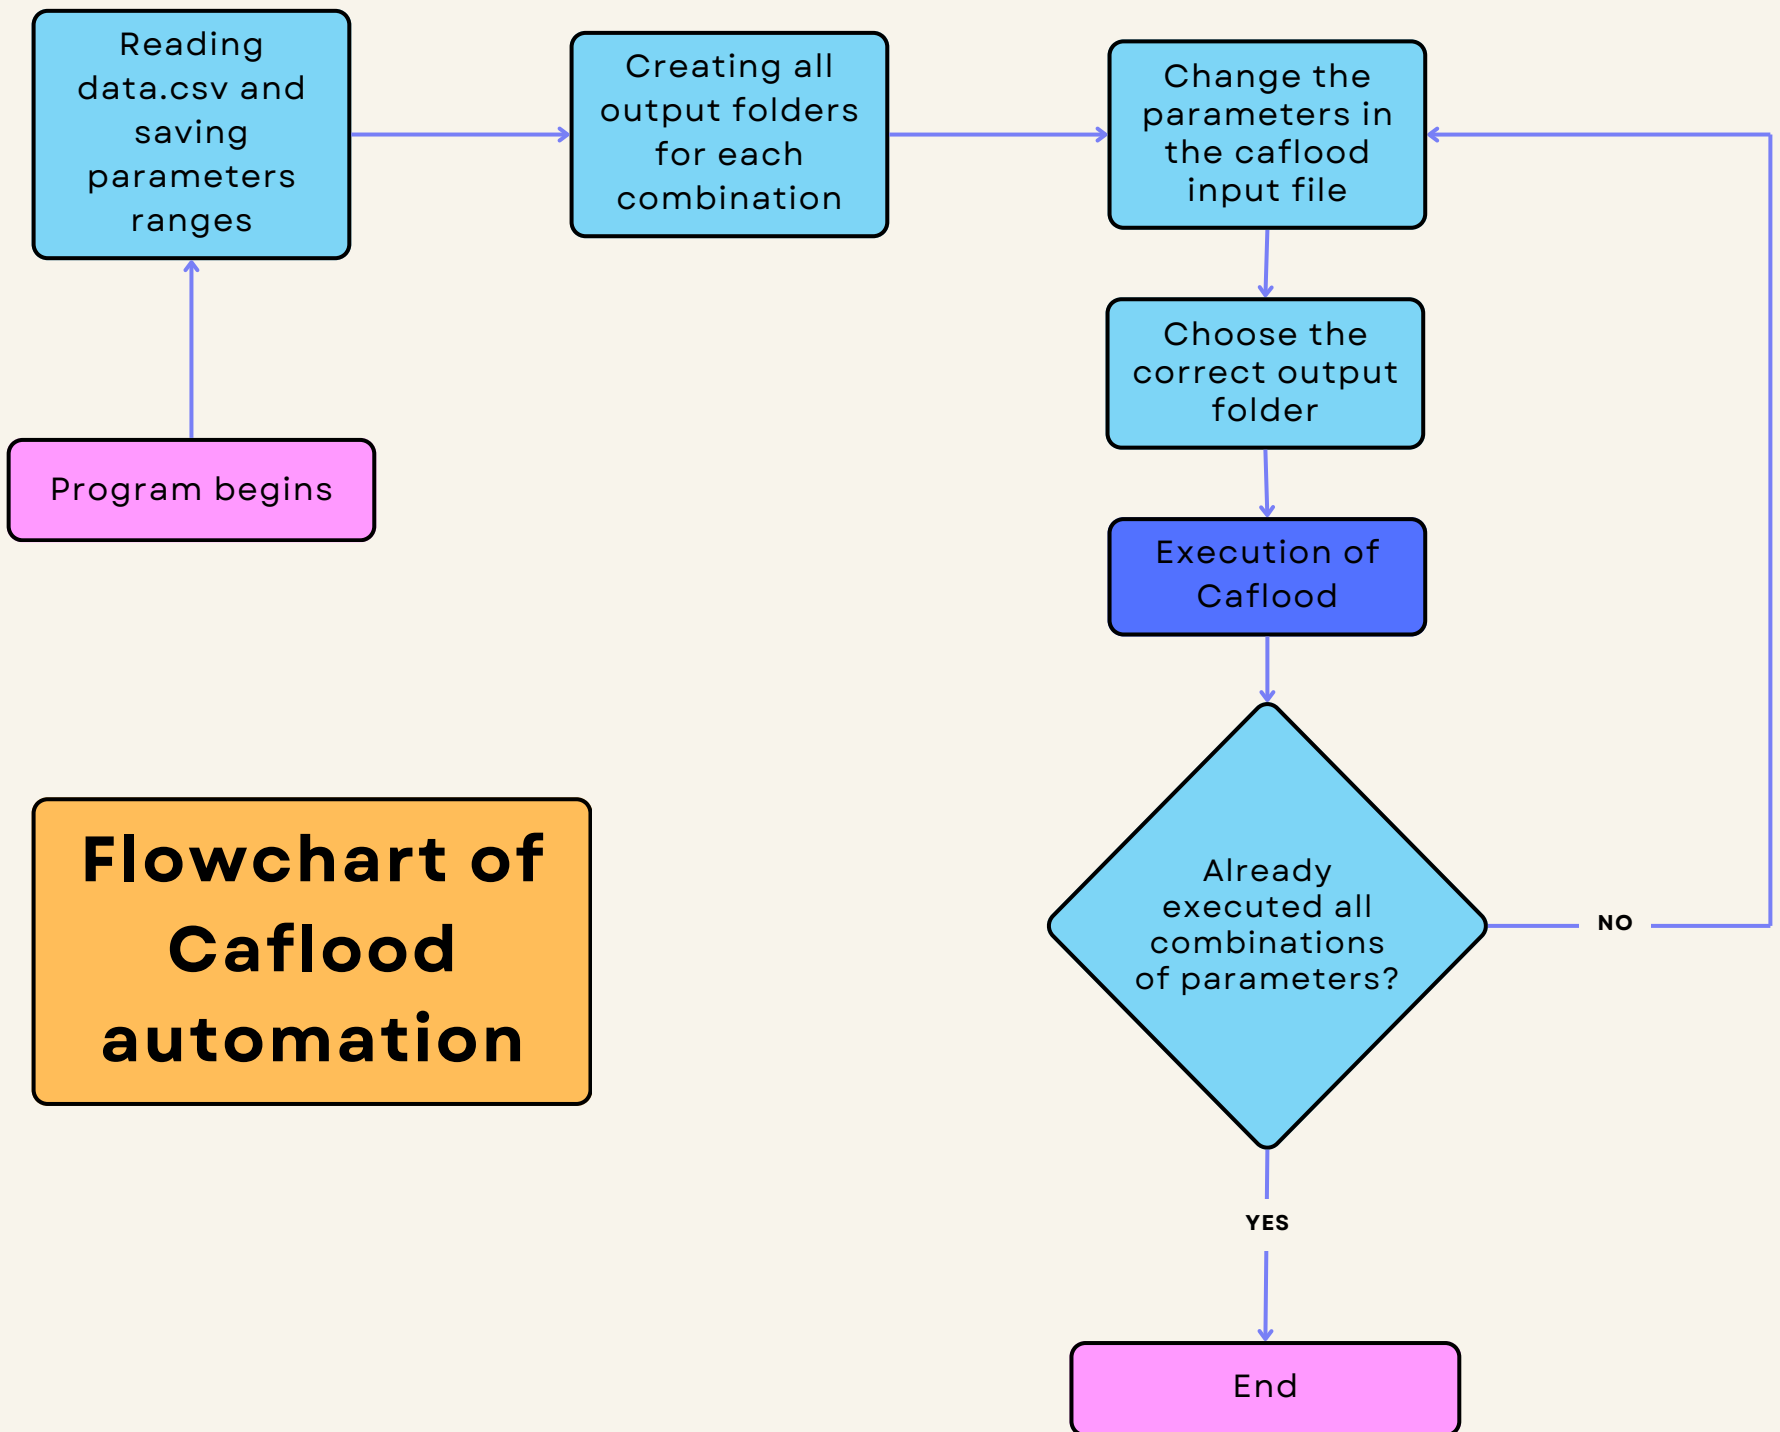 Reading
data.csv and
saving
parameters
ranges
Creating all
output folders
for each
combination
Change the
parameters in
the caflood
input file
Choose the
correct output
folder
Program begins
Execution of
Caflood
Flowchart of
Caflood
automation
Already
executed all
combinations
of parameters?
NO
YES
End